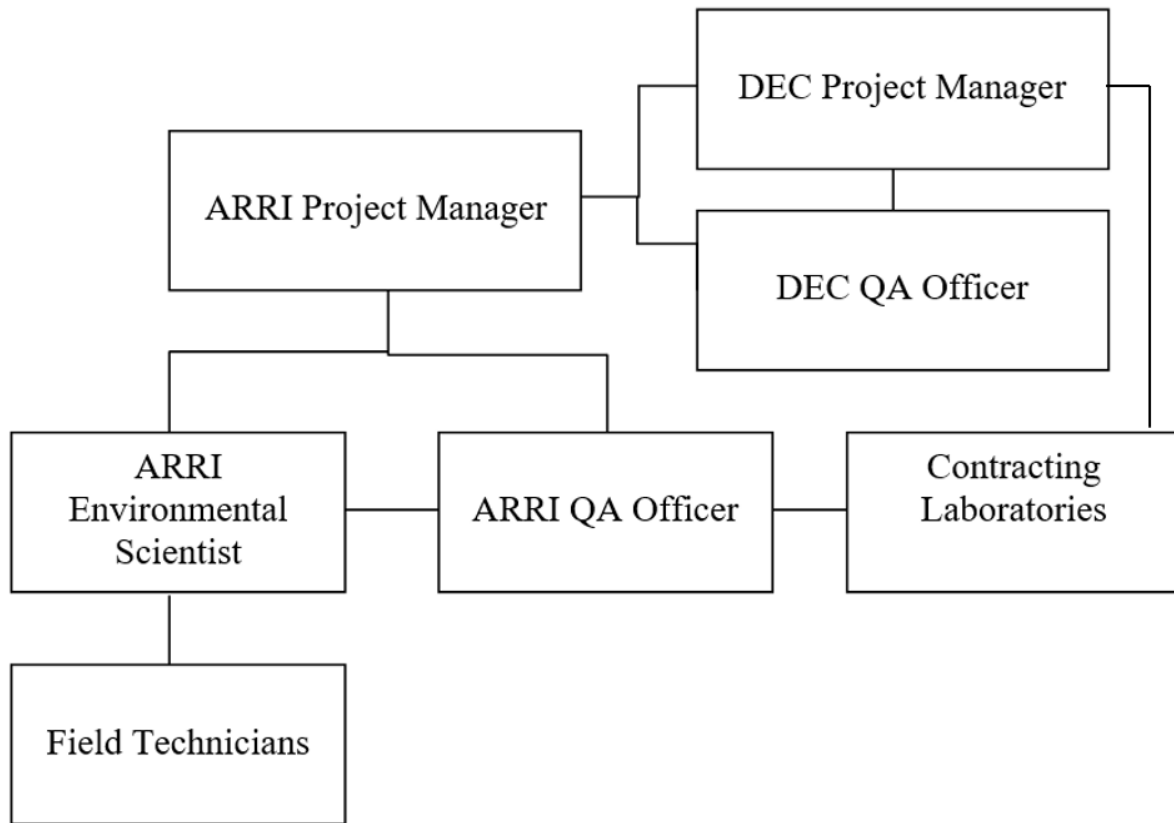 DEC Project Manager
ARRI Project Manager
DEC QA Officer
ARRI
Environmental
Scientist
ARRI QA Officer
Contracting
Laboratories
Field Technicians